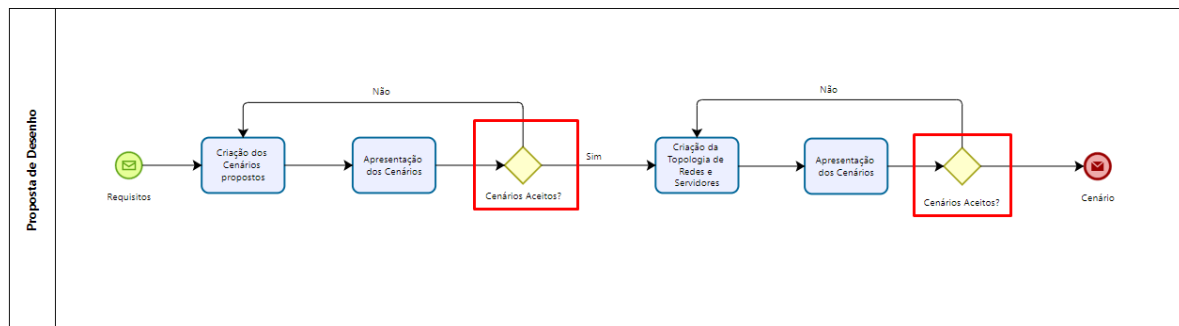 Proposta de Desenho
Requisitos
Criação dos
Cenários
propostos
Apresentação
dos Cenários
Não
Cenários Aceitos?
Sim
Criação da
Topologia de
Redes e
Servidores
Apresentação
dos Cenários
Não
Cenários Aceitos?
Cenário